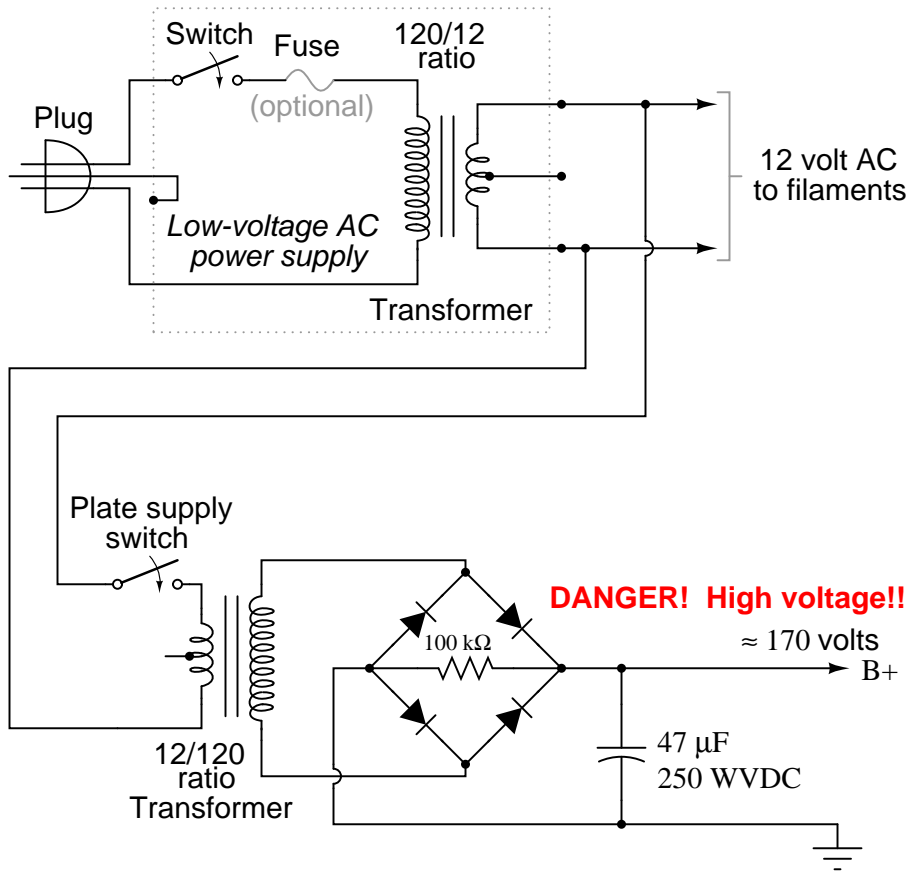 Switch
Fuse
(optional)
120/12
ratio
Plug
Low-voltage AC
power supply
Transformer
12 volt AC
to filaments
Plate supply
switch
12/120
ratio
Transformer
100 kΩ
DANGER! High voltage!!
≈ 170 volts
B+
47 μF
250 WVDC